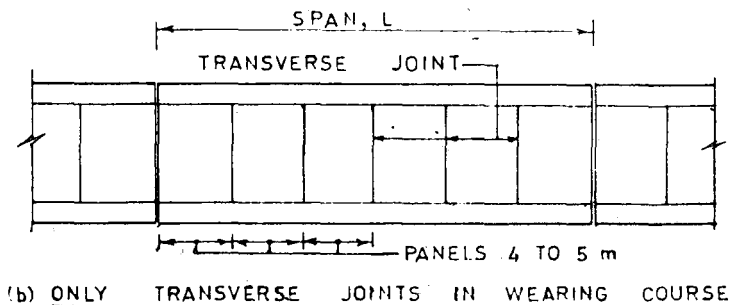 SPAN, L
TRANSVERSE JOINT
PANELS 4 TO 5 m
(b) ONLY TRANSVERSE JOINTS IN WEARING COURSE